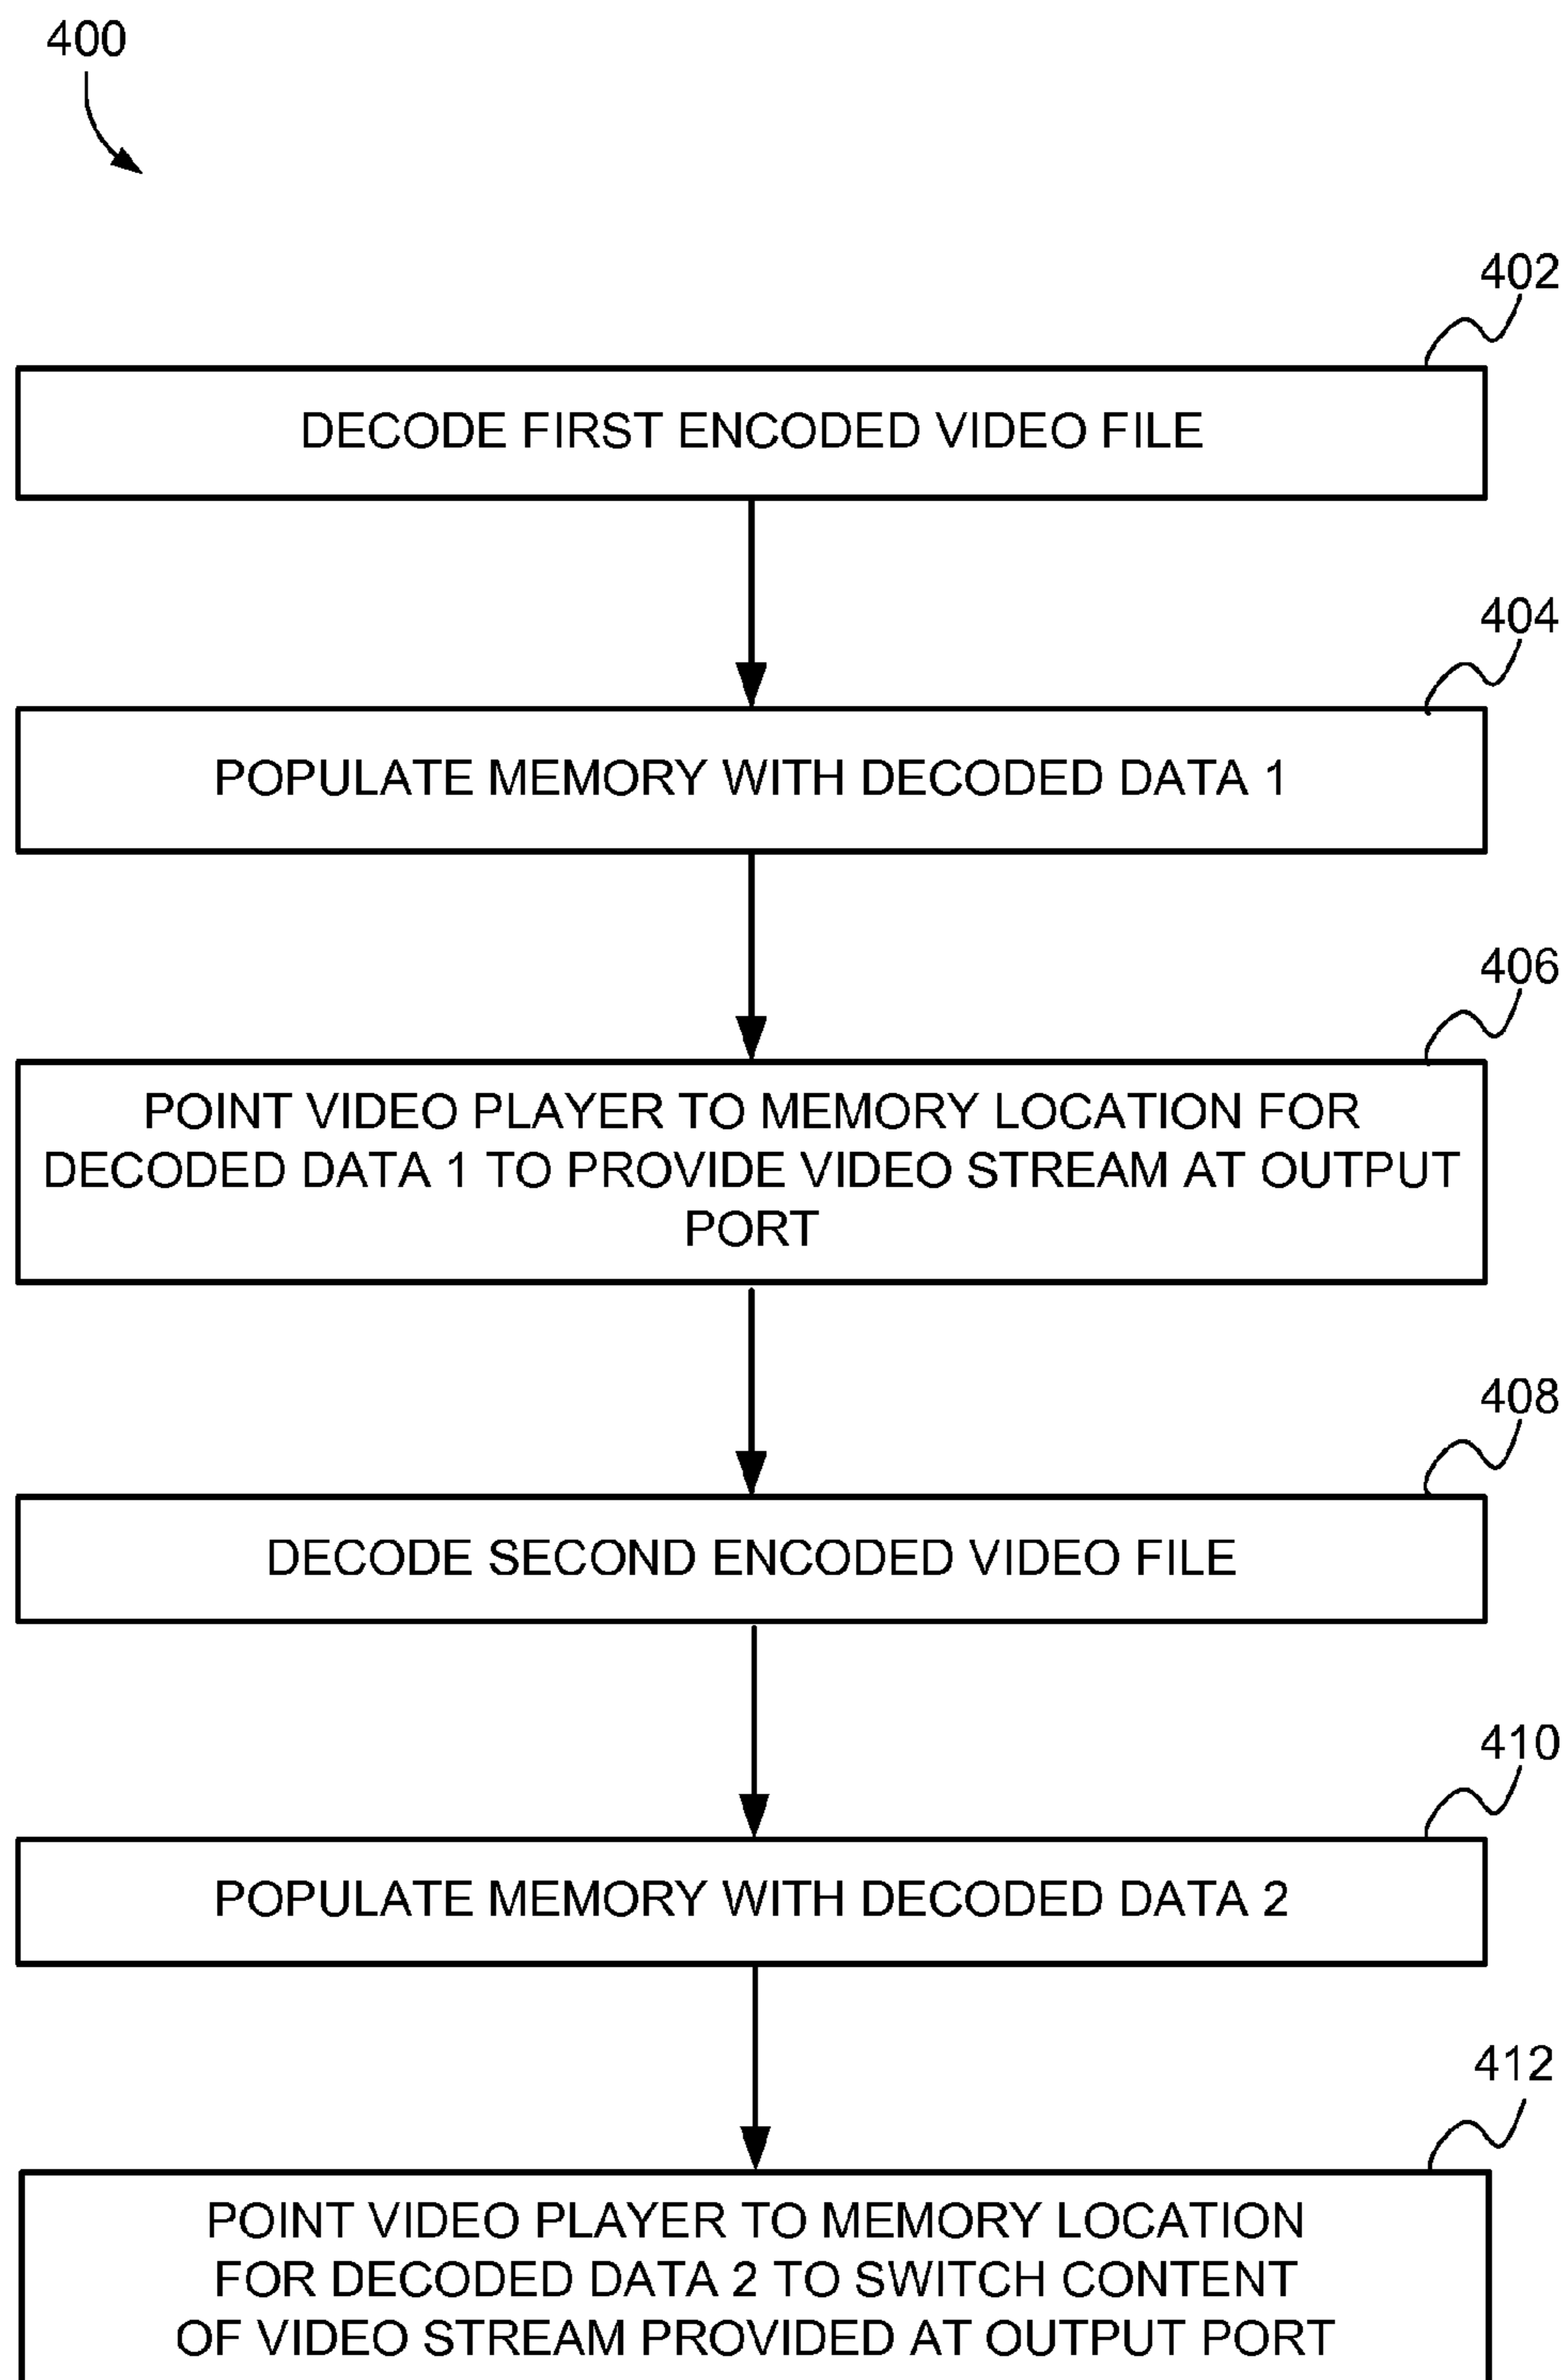 400
402
DECODE FIRST ENCODED VIDEO FILE
404
POPULATE MEMORY WITH DECODED DATA 1
406
POINT VIDEO PLAYER TO MEMORY LOCATION FOR
DECODED DATA 1 TO PROVIDE VIDEO STREAM AT OUTPUT
PORT
408
DECODE SECOND ENCODED VIDEO FILE
410
POPULATE MEMORY WITH DECODED DATA 2
412
POINT VIDEO PLAYER TO MEMORY LOCATION
FOR DECODED DATA 2 TO SWITCH CONTENT
OF VIDEO STREAM PROVIDED AT OUTPUT PORT